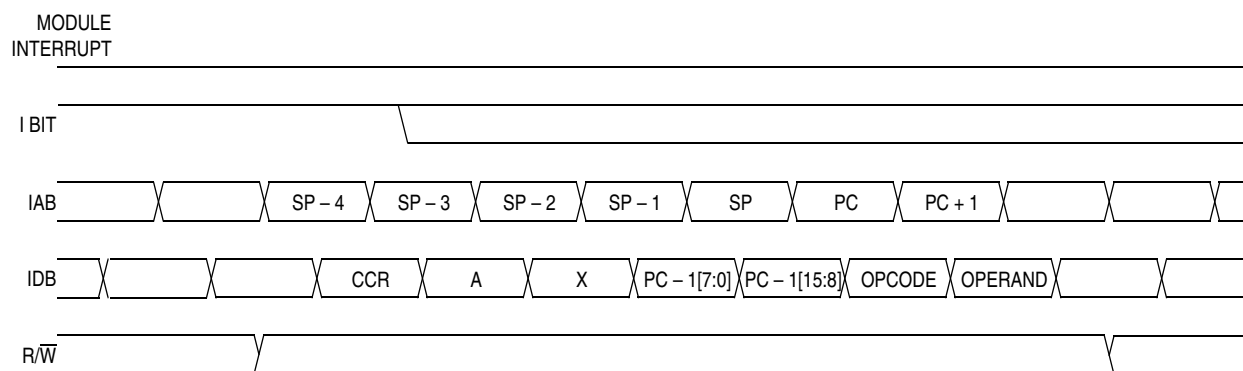 MODULE
INTERRUPT
I BIT
IAB SP – 4 SP – 3 SP – 2 SP – 1 SP PC PC + 1
IDB CCR A X PC – 1[7:0] PC – 1[15:8] OPCODE OPERAND
R/W̅